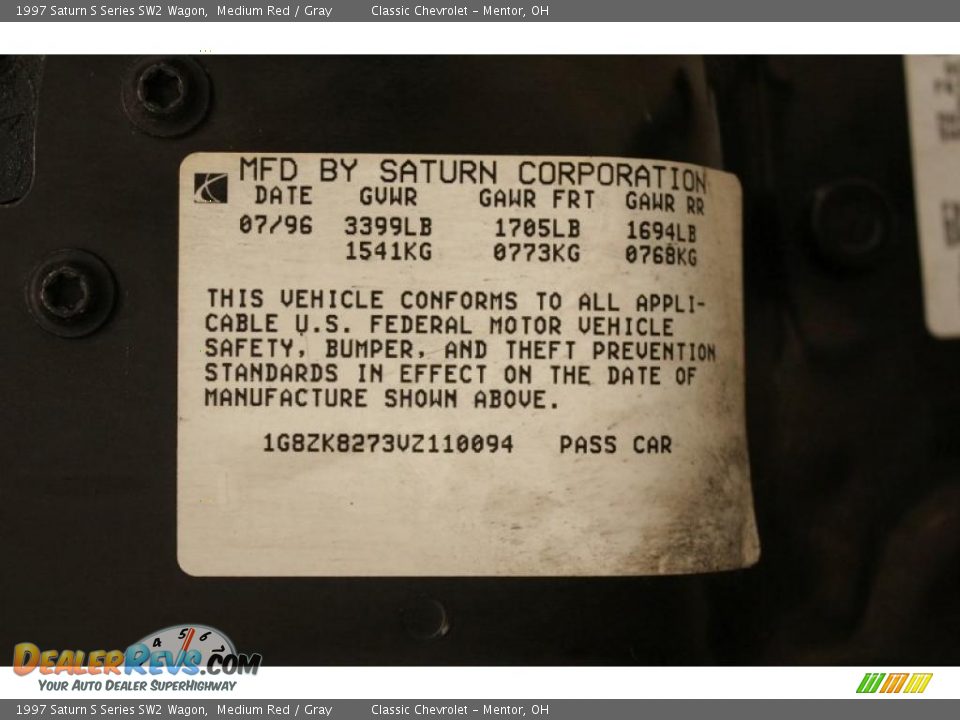 1997 Saturn S Series SW2 Wagon, Medium Red / Gray Classic Chevrolet – Mentor, OH
MFD BY SATURN CORPORATION
DATE GVWR GAWR FRT GAWR RR
07/96 3399LB 1705LB 1694LB
1541KG 0773KG 0768KG
THIS VEHICLE CONFORMS TO ALL APPLI-
CABLE U.S. FEDERAL MOTOR VEHICLE
SAFETY, BUMPER, AND THEFT PREVENTION
STANDARDS IN EFFECT ON THE DATE OF
MANUFACTURE SHOWN ABOVE.
1G8ZK8273VZ110094 PASS CAR
4 5 6 7
DEALERREVS.COM
YOUR AUTO DEALER SUPERHIGHWAY
1997 Saturn S Series SW2 Wagon, Medium Red / Gray Classic Chevrolet – Mentor, OH